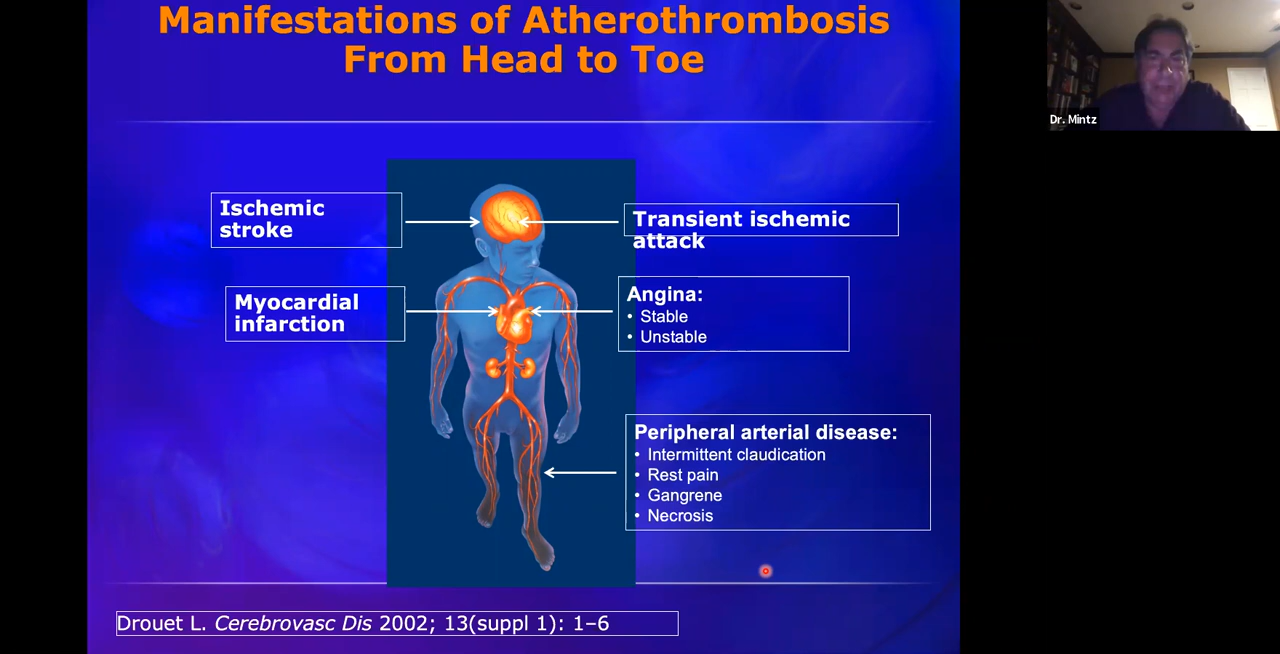 Manifestations of Atherothrombosis
From Head to Toe
Dr. Mintz
Ischemic
stroke
Transient ischemic
attack
Myocardial
infarction
Angina:
• Stable
• Unstable
Peripheral arterial disease:
• Intermittent claudication
• Rest pain
• Gangrene
• Necrosis
Drouet L. Cerebrovasc Dis 2002; 13(suppl 1): 1–6